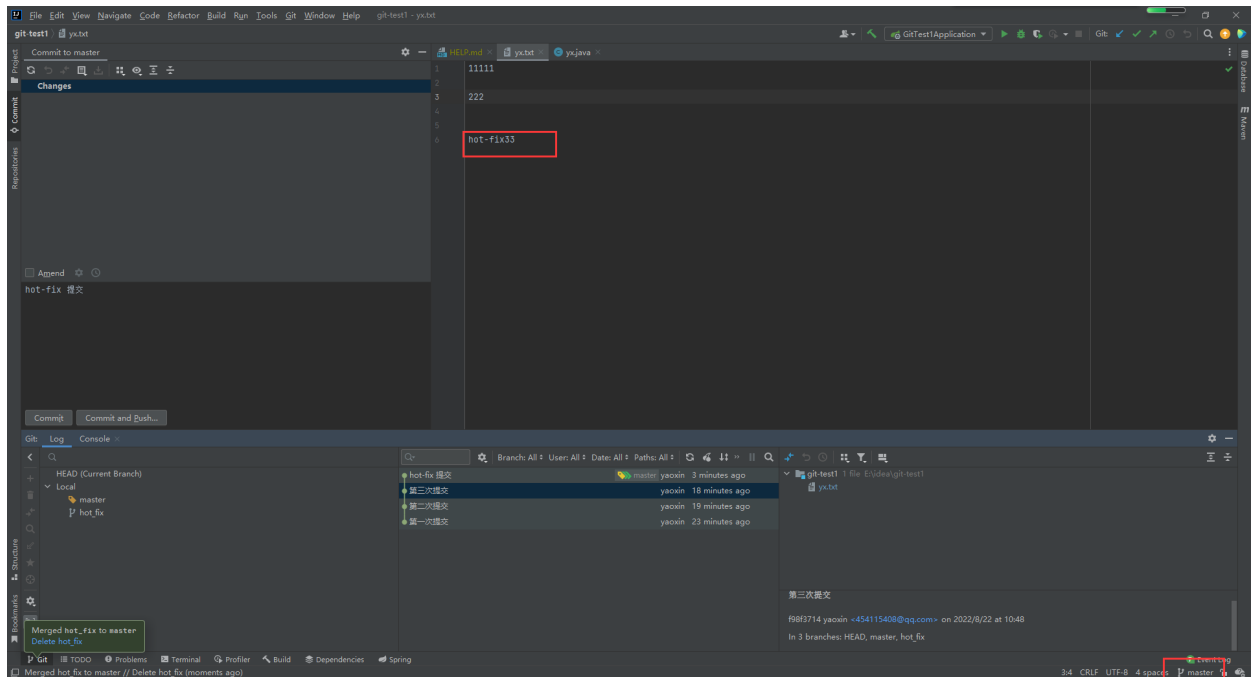 File Edit View Navigate Code Refactor Build Run Tools Git Window Help git-test1 - yx.txt
git-test1 yx.txt GitTest1Application Git:
Commit to master
HELP.md yx.txt yx.java
Changes
1 11111
2
3 222
4
5
6 hot-fix33
Project
Commit
Repositories
Structure
Bookmarks
Database
Maven
Amend
hot-fix 提交
Commit Commit and Push...
Git: Log Console
Branch: All User: All Date: All Paths: All
HEAD (Current Branch)
Local
master
hot_fix
hot-fix 提交 master yaoxin 3 minutes ago
第三次提交 yaoxin 18 minutes ago
第二次提交 yaoxin 19 minutes ago
第一次提交 yaoxin 23 minutes ago
git-test1 1 file E:\idea\git-test1
yx.txt
第三次提交
f98f3714 yaoxin <454115408@qq.com> on 2022/8/22 at 10:48
In 3 branches: HEAD, master, hot_fix
Merged hot_fix to master
Delete hot_fix
Git TODO Problems Terminal Profiler Build Dependencies Spring Event Log
Merged hot_fix to master // Delete hot_fix (moments ago) 3:4 CRLF UTF-8 4 spaces master